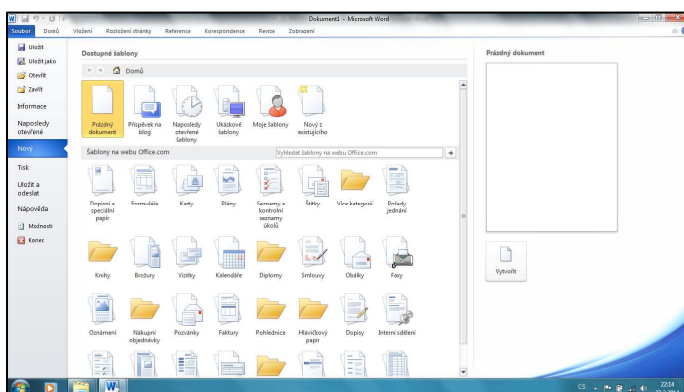 Dokument1 - Microsoft Word
Soubor Domů Vložení Rozložení stránky Reference Korespondence Revize Zobrazení
Uložit
Uložit jako
Otevřít
Zavřít
Informace
Naposledy
otevřené
Nový
Tisk
Uložit a
odeslat
Nápověda
Možnosti
Konec
Dostupné šablony
Domů
Prázdný
dokument
Příspěvek na
blog
Naposledy
otevřené
šablony
Ukázkové
šablony
Moje šablony
Nový z
existujícího
Šablony na webu Office.com
Vyhledat šablony na webu Office.com
Dopisní a
speciální
papír
Formuláře
Karty
Plány
Seznamy a
kontrolní
seznamy
úkolů
Štítky
Více kategorií
Pořady
jednání
Knihy
Brožury
Vizitky
Kalendáře
Diplomy
Smlouvy
Obálky
Faxy
Oznámení
Nákupní
objednávky
Pozvánky
Faktury
Pohlednice
Hlavičkový
papír
Dopisy
Interní sdělení
Prázdný dokument
Vytvořit
CS
22:14